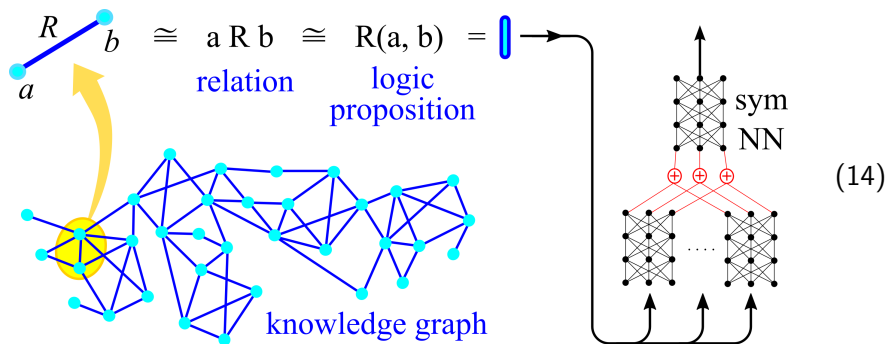 R
a
b
≅ a R b ≅ R(a, b) =
relation
logic
proposition
sym
NN
⊕ ⊕ ⊕
(14)
. . . .
knowledge graph